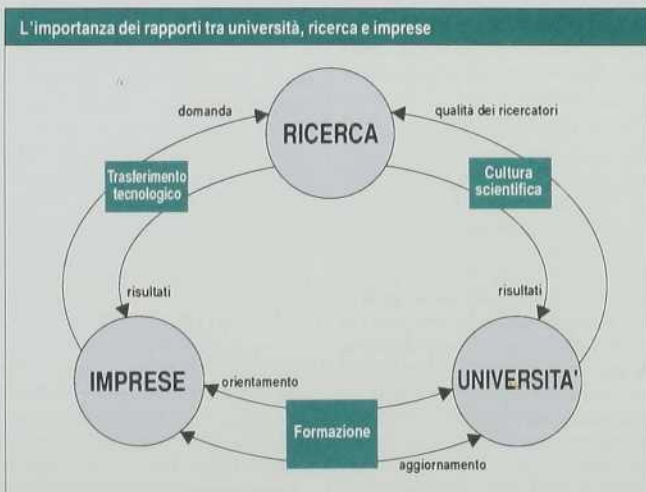 L'importanza dei rapporti tra università, ricerca e imprese
domanda
qualità dei ricercatori
RICERCA
Trasferimento
tecnologico
Cultura
scientifica
risultati
risultati
IMPRESE
UNIVERSITA'
orientamento
Formazione
aggiornamento